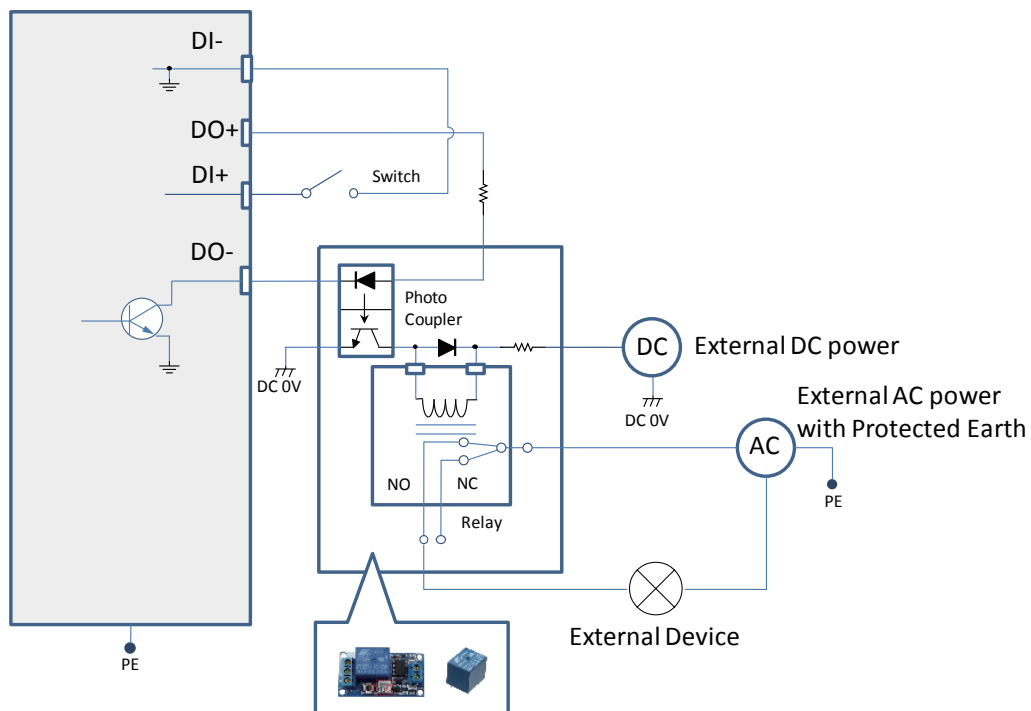 DI-
DO+
DI+
Switch
DO-
Photo
Coupler
DC
External DC power
DC 0V
DC 0V
External AC power
with Protected Earth
AC
NO
NC
PE
Relay
External Device
PE